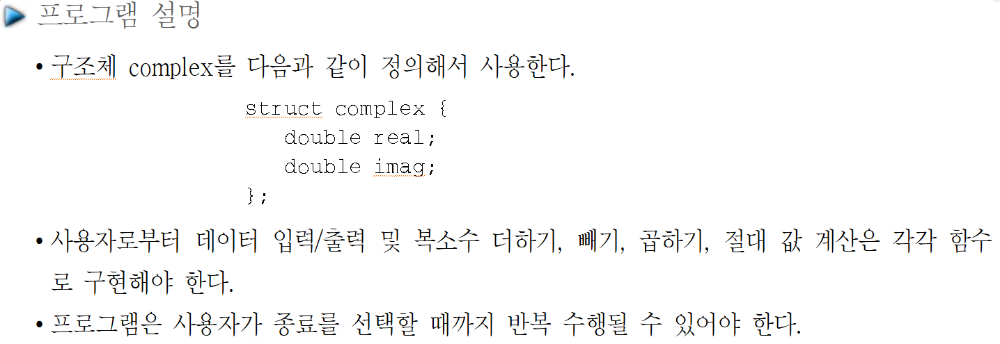 프로그램 설명
• 구조체 complex를 다음과 같이 정의해서 사용한다.
struct complex {
double real;
double imag;
};
• 사용자로부터 데이터 입력/출력 및 복소수 더하기, 빼기, 곱하기, 절대 값 계산은 각각 함수
로 구현해야 한다.
• 프로그램은 사용자가 종료를 선택할 때까지 반복 수행될 수 있어야 한다.